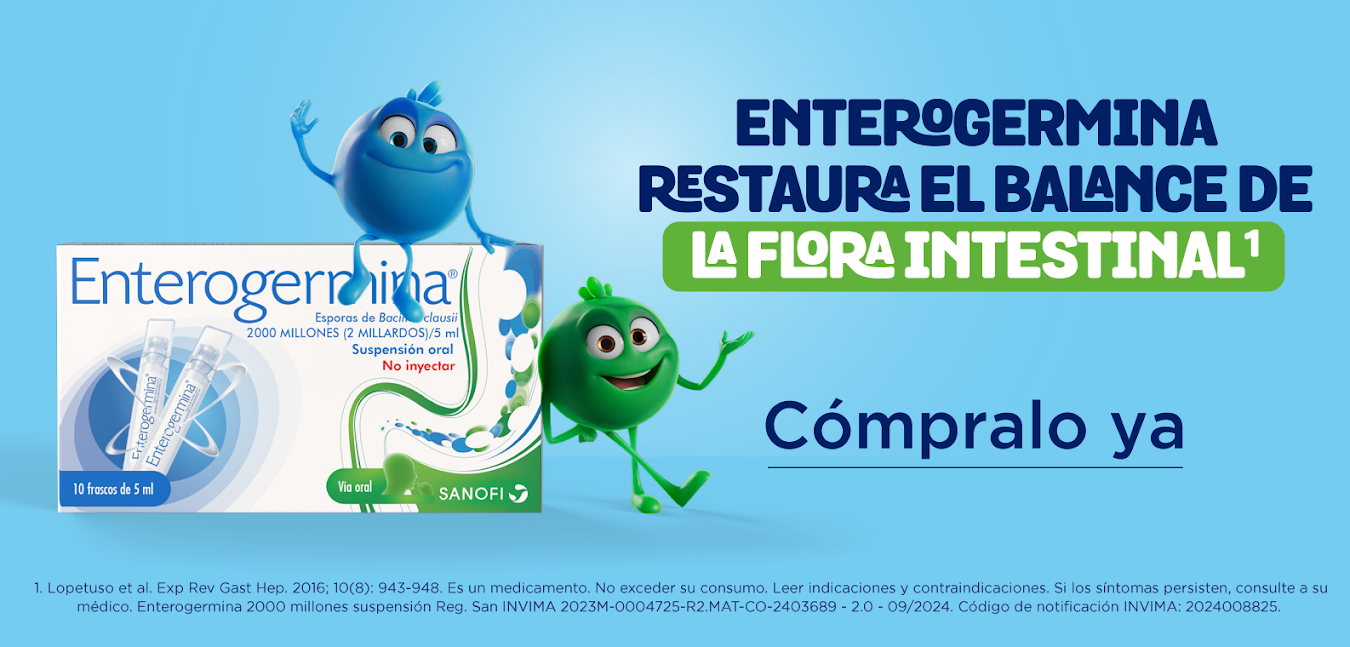 ENTEROGERMINA
RESTAURA EL BALANCE DE
LA FLORA INTESTINAL¹
Enterogermina®
Esporas de Bacil clausii
2000 MILLONES (2 MILLARDOS)/5 ml
Suspensión oral
No inyectar
Enterogermina®
Enterogermina®
10 frascos de 5 ml
Vía oral
SANOFI
Cómpralo ya
1. Lopetuso et al. Exp Rev Gast Hep. 2016; 10(8): 943-948. Es un medicamento. No exceder su consumo. Leer indicaciones y contraindicaciones. Si los síntomas persisten, consulte a su
médico. Enterogermina 2000 millones suspensión Reg. San INVIMA 2023M-0004725-R2.MAT-CO-2403689 - 2.0 - 09/2024. Código de notificación INVIMA: 2024008825.